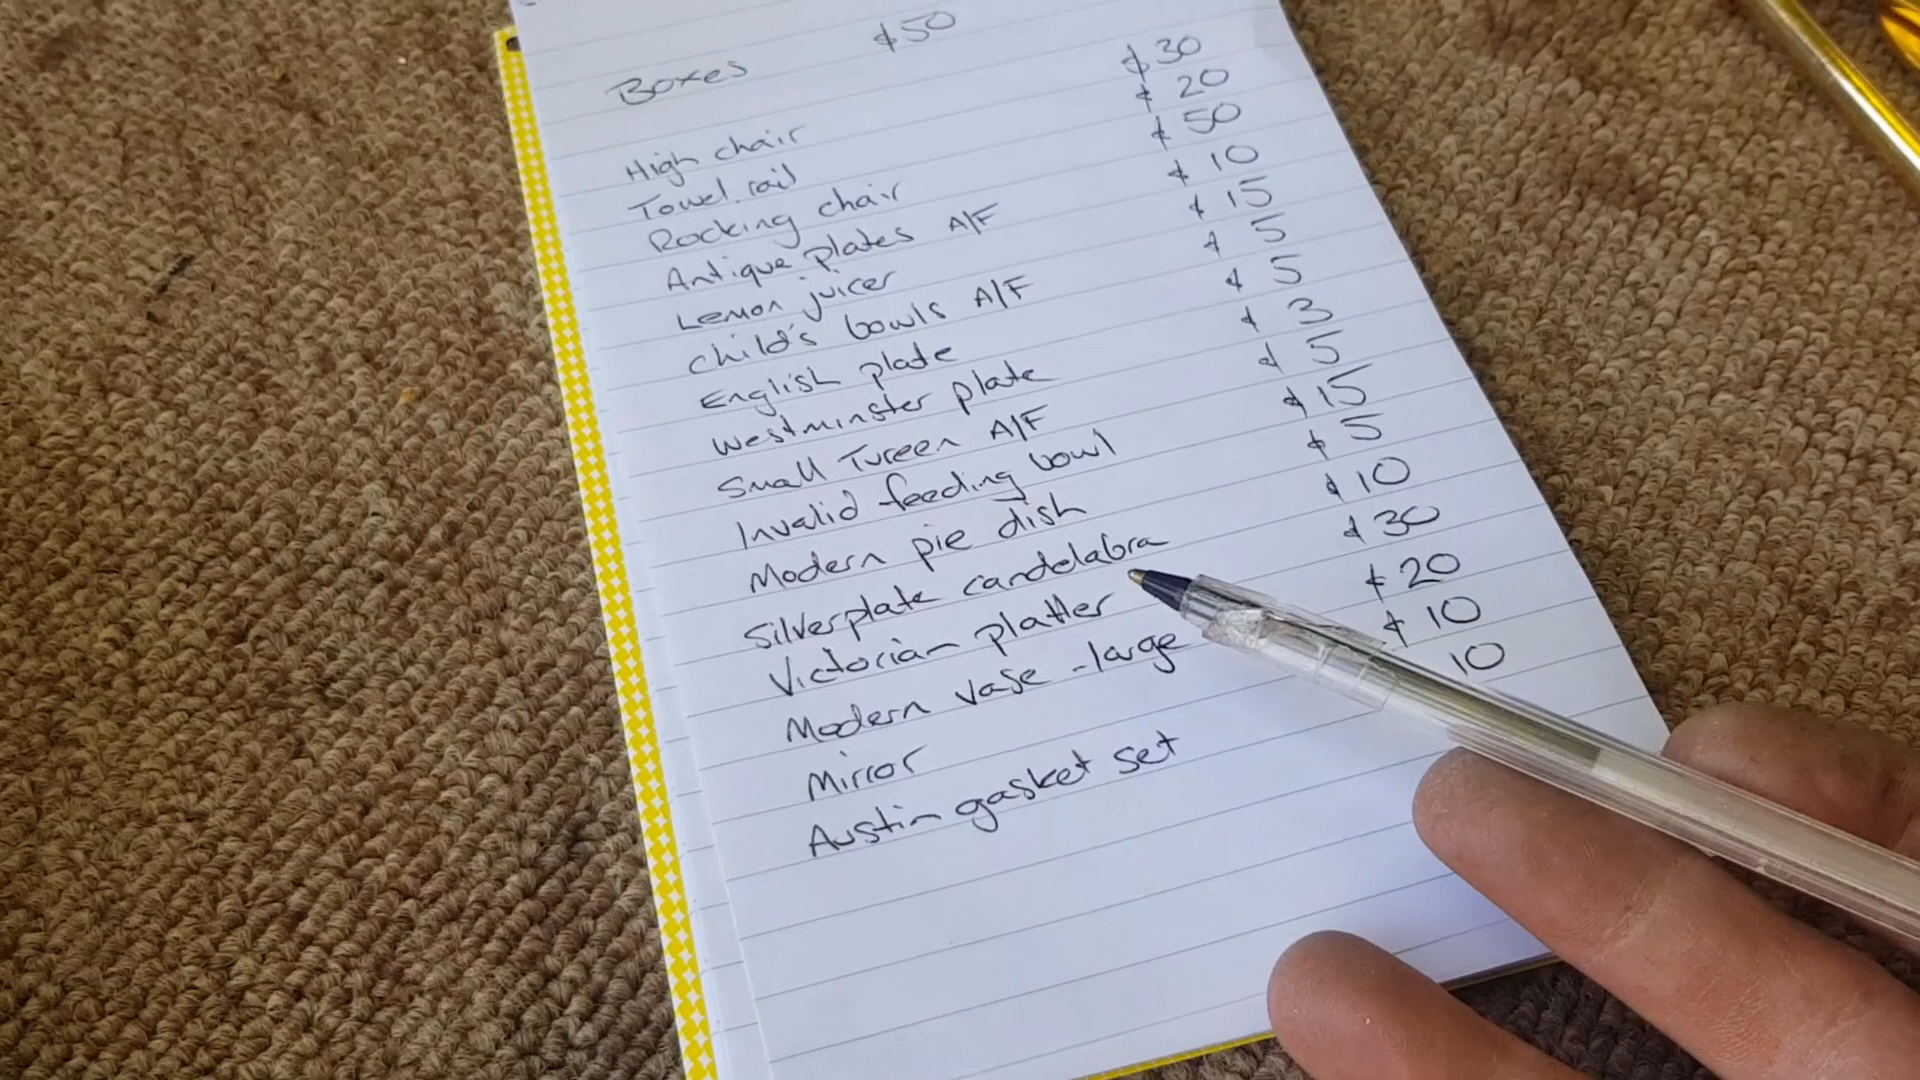 Boxes $50
High chair $30
Towel rail $20
Rocking chair $50
Antique plates A/F $10
Lemon juicer $15
child's bowls A/F $5
English plate $5
Westminster plate $3
Small Tureen A/F $5
Invalid feeding bowl $15
Modern pie dish $5
Silverplate candelabra $10
Victorian platter $30
Modern vase - large $20
Mirror $10
Austin gasket set 10